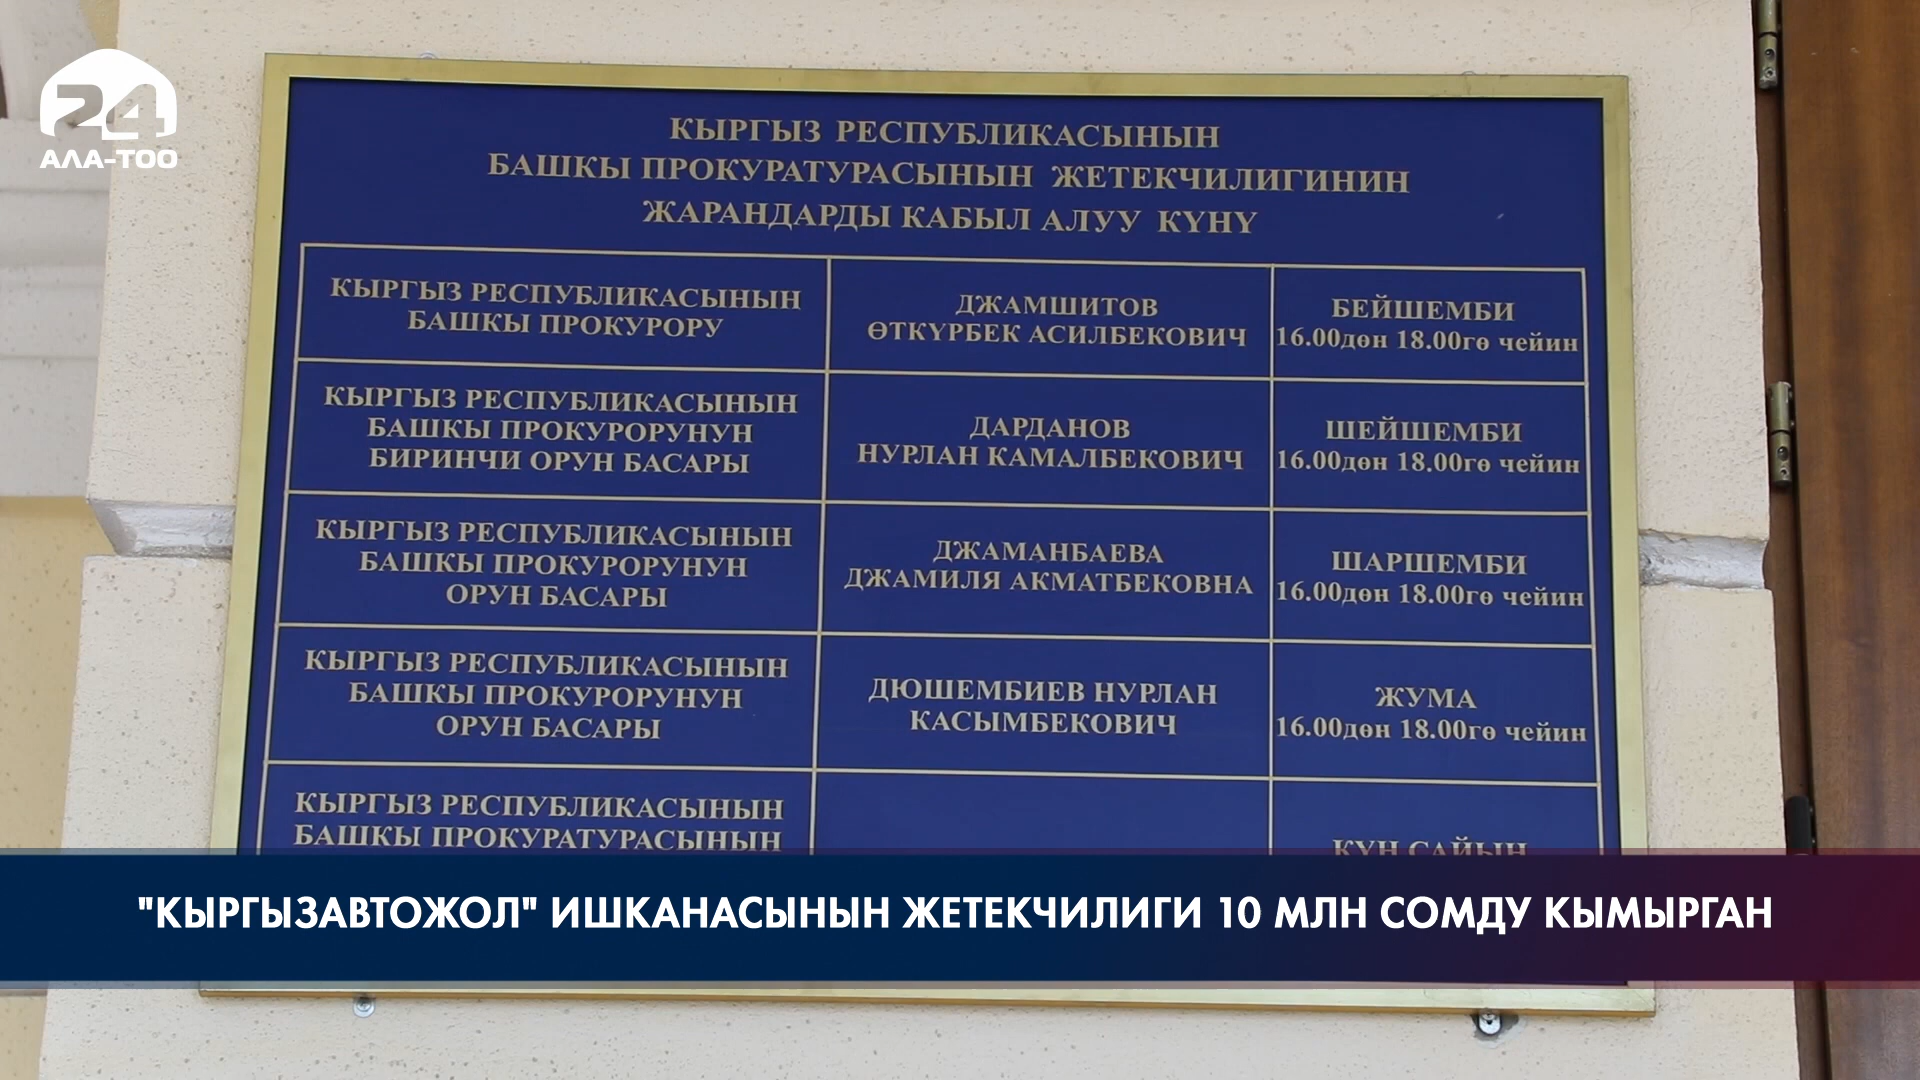 24
АЛА-ТОО
КЫРГЫЗ РЕСПУБЛИКАСЫНЫН
БАШКЫ ПРОКУРАТУРАСЫНЫН ЖЕТЕКЧИЛИГИНИН
ЖАРАНДАРДЫ КАБЫЛ АЛУУ КҮНҮ
КЫРГЫЗ РЕСПУБЛИКАСЫНЫН
БАШКЫ ПРОКУРОРУ
ДЖАМШИТОВ
ӨТКҮРБЕК АСИЛБЕКОВИЧ
БЕЙШЕМБИ
16.00дөн 18.00гө чейин
КЫРГЫЗ РЕСПУБЛИКАСЫНЫН
БАШКЫ ПРОКУРОРУНУН
БИРИНЧИ ОРУН БАСАРЫ
ДАРДАНОВ
НУРЛАН КАМАЛБЕКОВИЧ
ШЕЙШЕМБИ
16.00дөн 18.00гө чейин
КЫРГЫЗ РЕСПУБЛИКАСЫНЫН
БАШКЫ ПРОКУРОРУНУН
ОРУН БАСАРЫ
ДЖАМАНБАЕВА
ДЖАМИЛЯ АКМАТБЕКОВНА
ШАРШЕМБИ
16.00дөн 18.00гө чейин
КЫРГЫЗ РЕСПУБЛИКАСЫНЫН
БАШКЫ ПРОКУРОРУНУН
ОРУН БАСАРЫ
ДЮШЕМБИЕВ НУРЛАН
КАСЫМБЕКОВИЧ
ЖУМА
16.00дөн 18.00гө чейин
КЫРГЫЗ РЕСПУБЛИКАСЫНЫН
БАШКЫ ПРОКУРАТУРАСЫНЫН
КҮН САЙЫН
"КЫРГЫЗАВТОЖОЛ" ИШКАНАСЫНЫН ЖЕТЕКЧИЛИГИ 10 МЛН СОМДУ КЫМЫРГАН